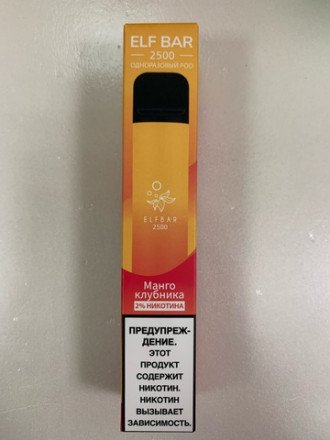 ELF BAR
2500
ОДНОРАЗОВЫЙ POD
ELFBAR
2500
Манго
клубника
2% НИКОТИНА
ПРЕДУПРЕЖ-
ДЕНИЕ.
ЭТОТ
ПРОДУКТ
СОДЕРЖИТ
НИКОТИН.
НИКОТИН
ВЫЗЫВАЕТ
ЗАВИСИМОСТЬ